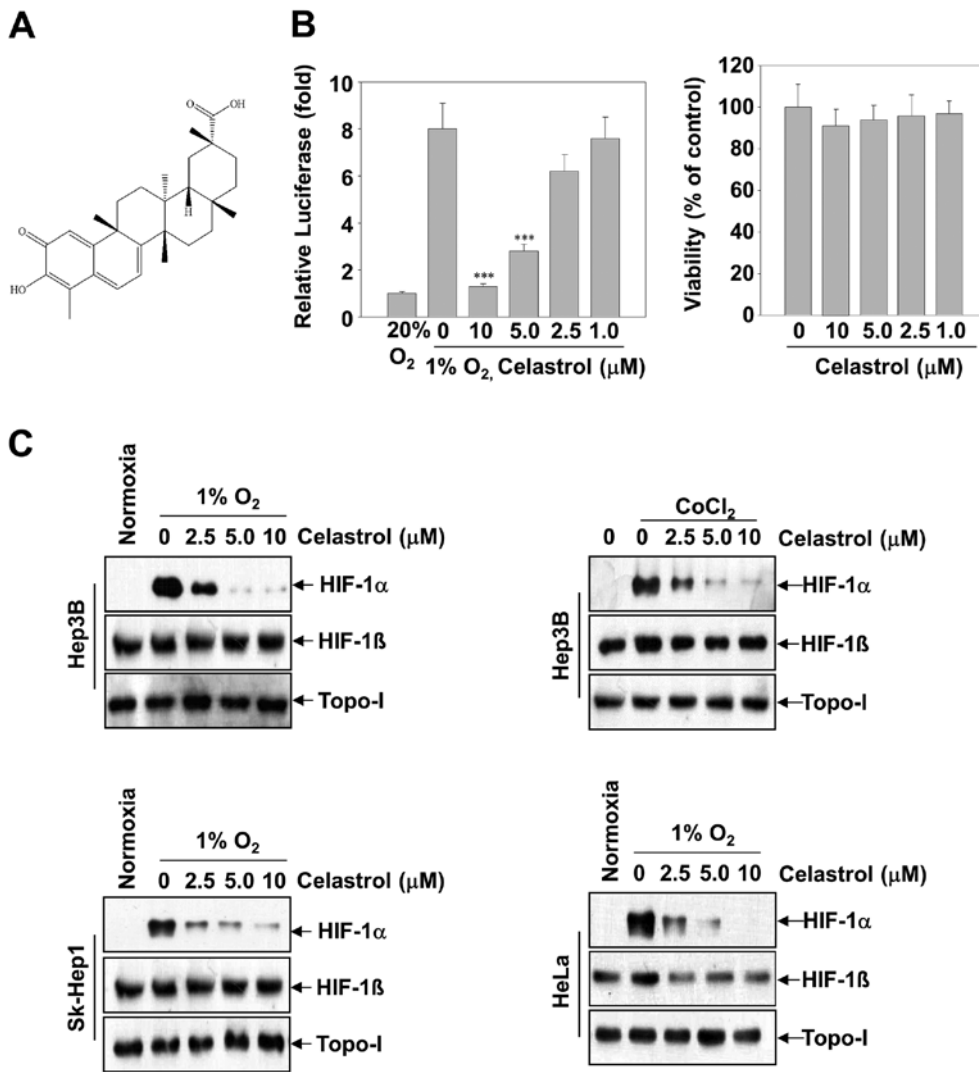 A
O
OH
H
O
HO
B
Relative Luciferase (fold)
10
8
6
4
2
0
20% 0 10 5.0 2.5 1.0
O2 1% O2, Celastrol (μM)
*** ***
Viability (% of control)
120
100
80
60
40
20
0
0 10 5.0 2.5 1.0
Celastrol (μM)
C
Normoxia
1% O2
0 2.5 5.0 10 Celastrol (μM)
Hep3B
HIF-1α
HIF-1ß
Topo-I
CoCl2
0 0 2.5 5.0 10 Celastrol (μM)
Hep3B
HIF-1α
HIF-1ß
Topo-I
Normoxia
1% O2
0 2.5 5.0 10 Celastrol (μM)
Sk-Hep1
HIF-1α
HIF-1ß
Topo-I
Normoxia
1% O2
0 2.5 5.0 10 Celastrol (μM)
HeLa
HIF-1α
HIF-1ß
Topo-I